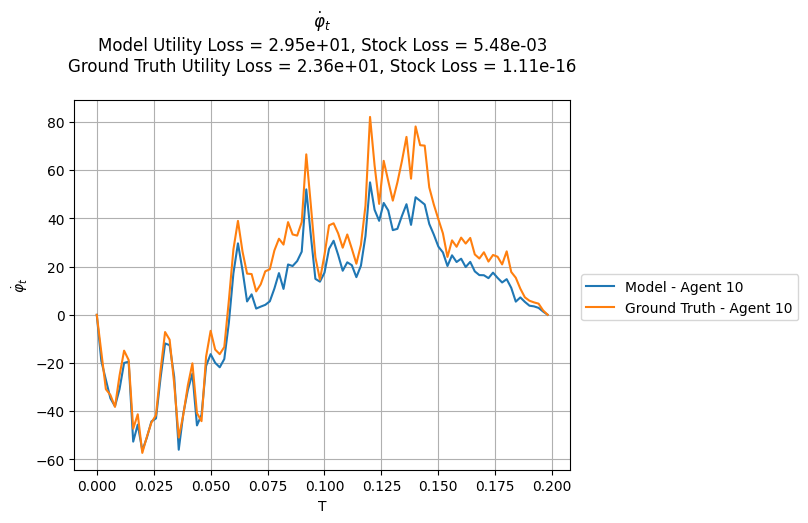 φ̇ₜ
Model Utility Loss = 2.95e+01, Stock Loss = 5.48e-03
Ground Truth Utility Loss = 2.36e+01, Stock Loss = 1.11e-16
80
60
40
20
0
−20
−40
−60
φ̇ₜ
0.000 0.025 0.050 0.075 0.100 0.125 0.150 0.175 0.200
T
Model - Agent 10
Ground Truth - Agent 10